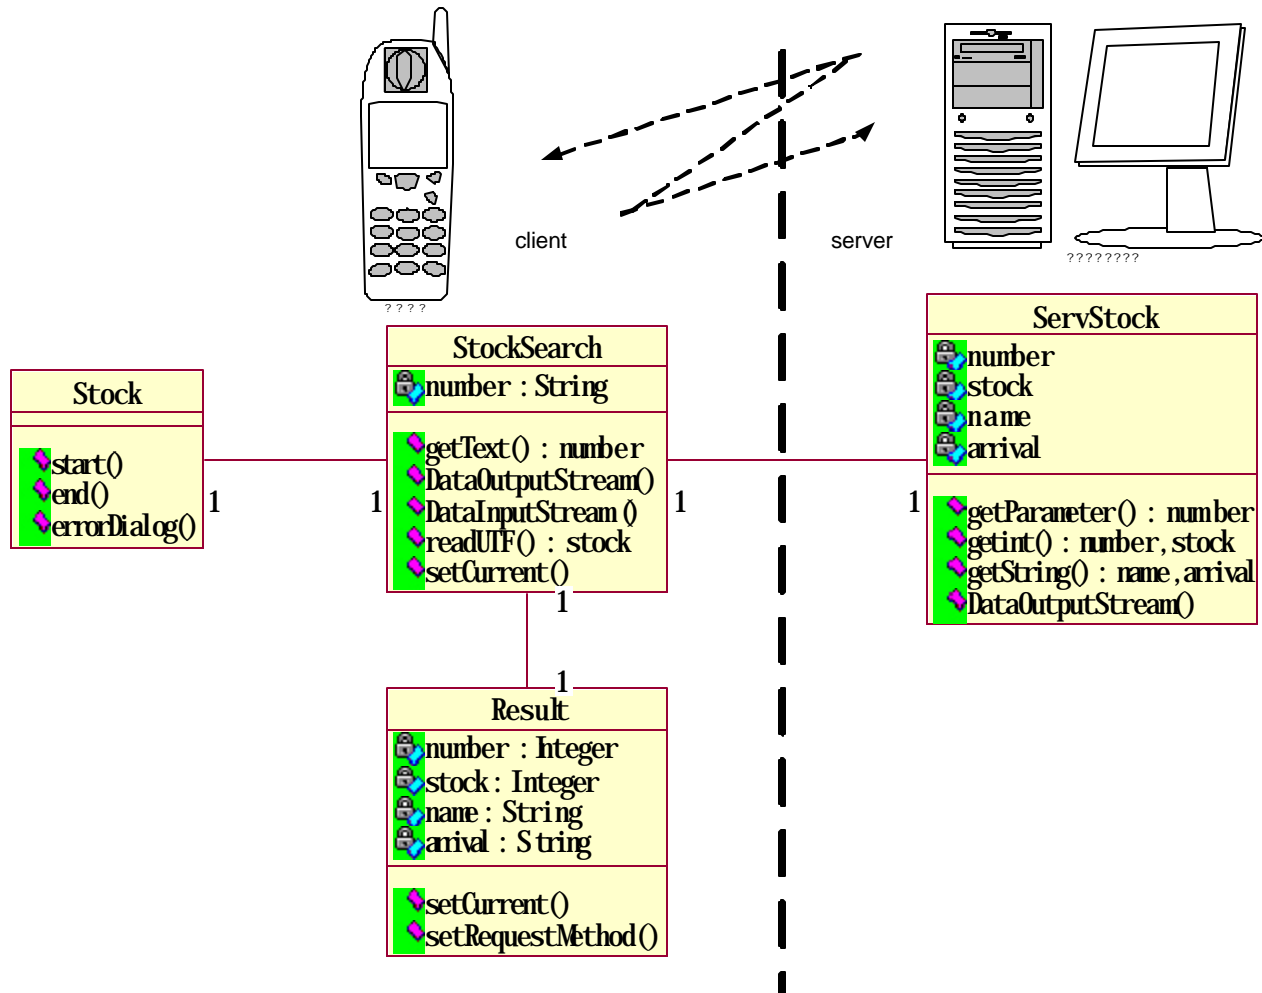 client
server
????
????????
Stock
start()
end()
errorDialog()
1
1
StockSearch
number : String
getText() : number
DataOutputStream()
DataInputStream()
readUTF() : stock
setCurrent()
1
1
ServStock
number
stock
name
arrival
getParameter() : number
getint() : number, stock
getString() : name, arrival
DataOutputStream()
1
1
Result
number : Integer
stock : Integer
name : String
arrival : String
setCurrent()
setRequestMethod()